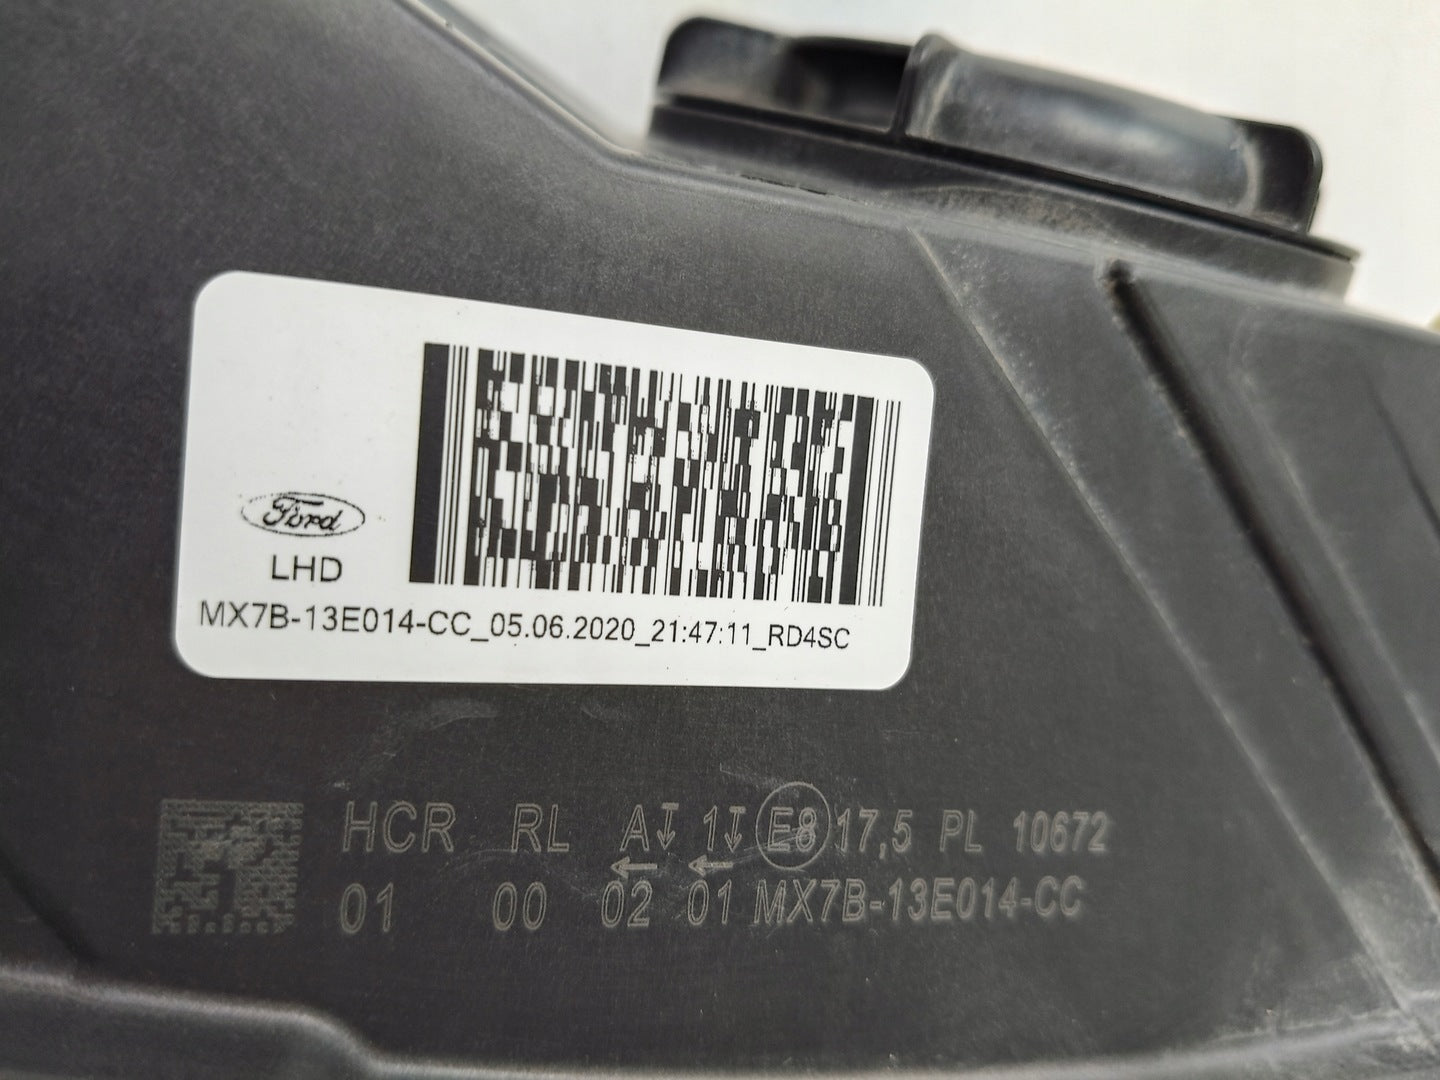 Ford
LHD
MX7B-13E014-CC_05.06.2020_21:47:11_RD4SC
HCR RL A 1 E8 17,5 PL 10672
01 00 02 01 MX7B-13E014-CC